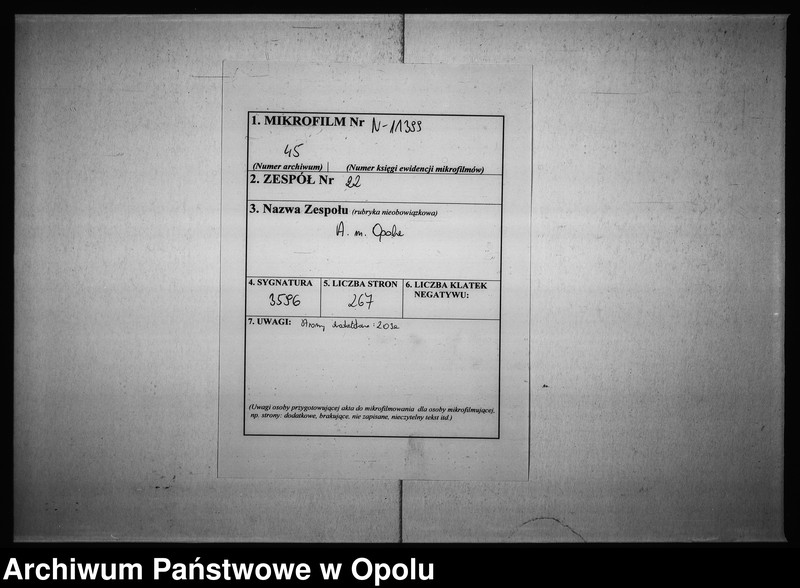 1. MIKROFILM Nr N-11399
45
(Numer archiwum) (Numer księgi ewidencji mikrofilmów)
2. ZESPÓŁ Nr 22
3. Nazwa Zespołu (rubryka nieobowiązkowa)
A. m. Opole
4. SYGNATURA 5. LICZBA STRON 6. LICZBA KLATEK
NEGATYWU:
3596 267
7. UWAGI: strony
(Uwagi osoby przygotowującej akta do mikrofilmowania dla osoby mikrofilmującej,
np. strony: dodatkowe, brakujące, nie zapisane, nieczytelny tekst itd.)
Archiwum Państwowe w Opolu